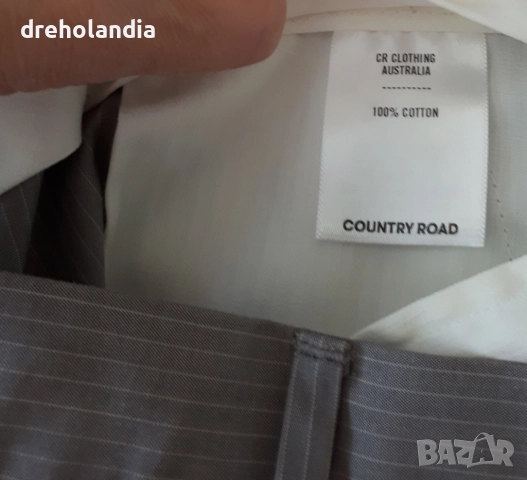 dreholandia
CR CLOTHING
AUSTRALIA
----------
100% COTTON
COUNTRY ROAD
BAZAR